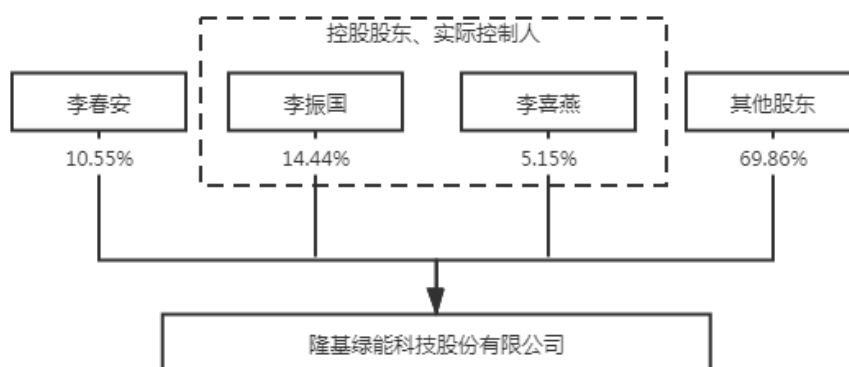 控股股东、实际控制人
李春安
李振国
李喜燕
其他股东
10.55%
14.44%
5.15%
69.86%
隆基绿能科技股份有限公司